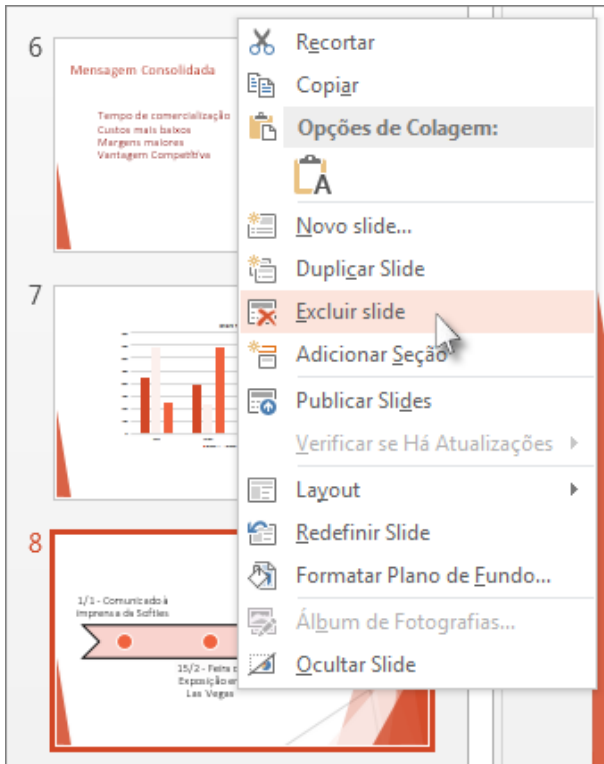 6
Mensagem Consolidada
Tempo de comercialização
Custos mais baixos
Margens maiores
Vantagem Competitiva
7
8
1/1 - Comunicado à
imprensa da Softies
15/2 - Feira
Exposição
Las Vegas
Recortar
Copiar
Opções de Colagem:
A
Novo slide...
Duplicar Slide
Excluir slide
Adicionar Seção
Publicar Slides
Verificar se Há Atualizações
Layout
Redefinir Slide
Formatar Plano de Fundo...
Álbum de Fotografias...
Ocultar Slide